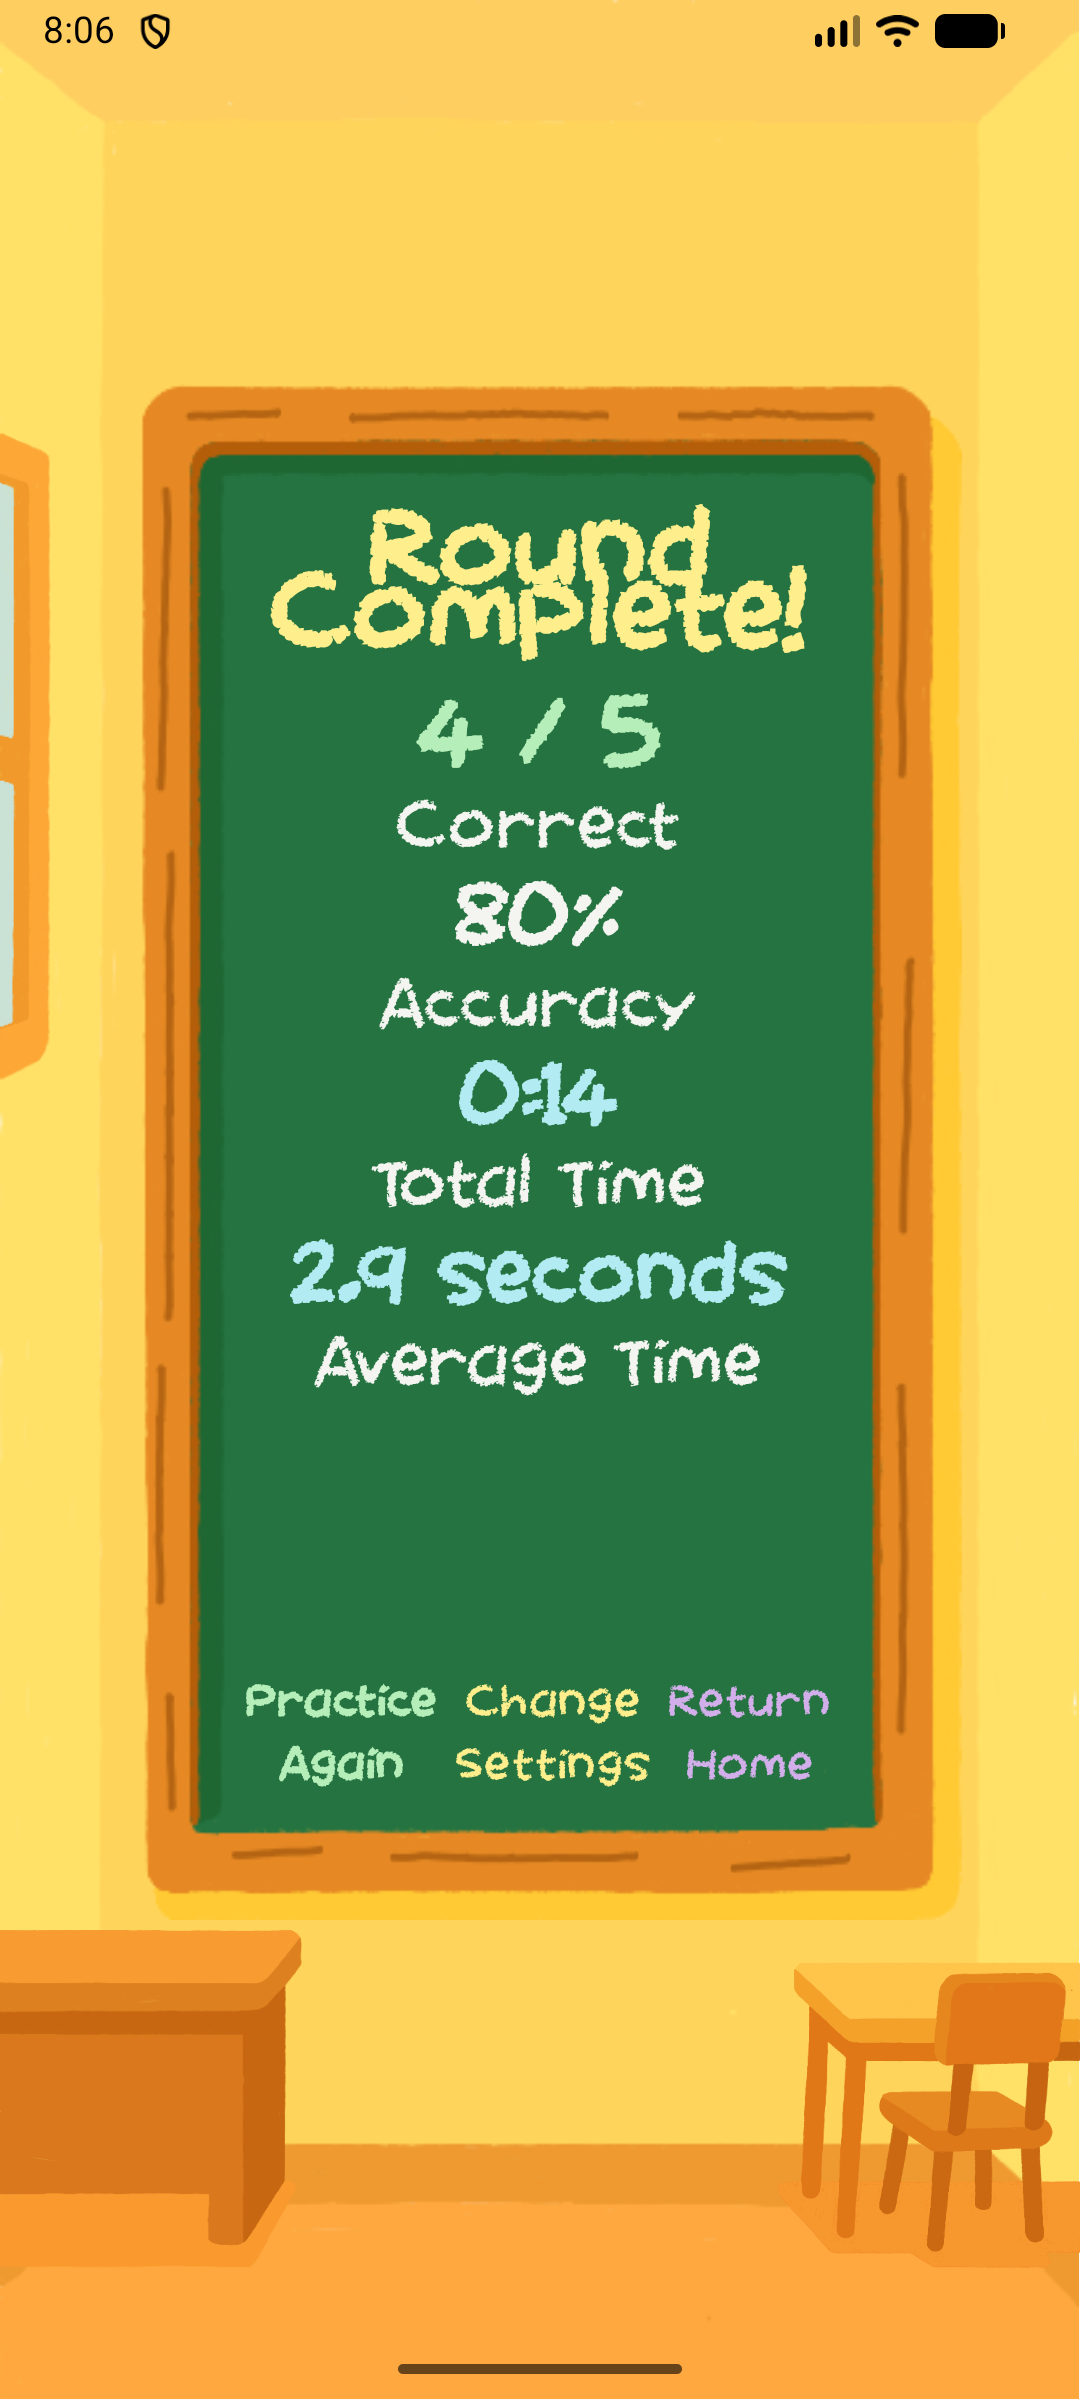 8:06
Round
Complete!
4 / 5
Correct
80%
Accuracy
0:14
Total Time
2.9 seconds
Average Time
Practice Change Return
Again Settings Home